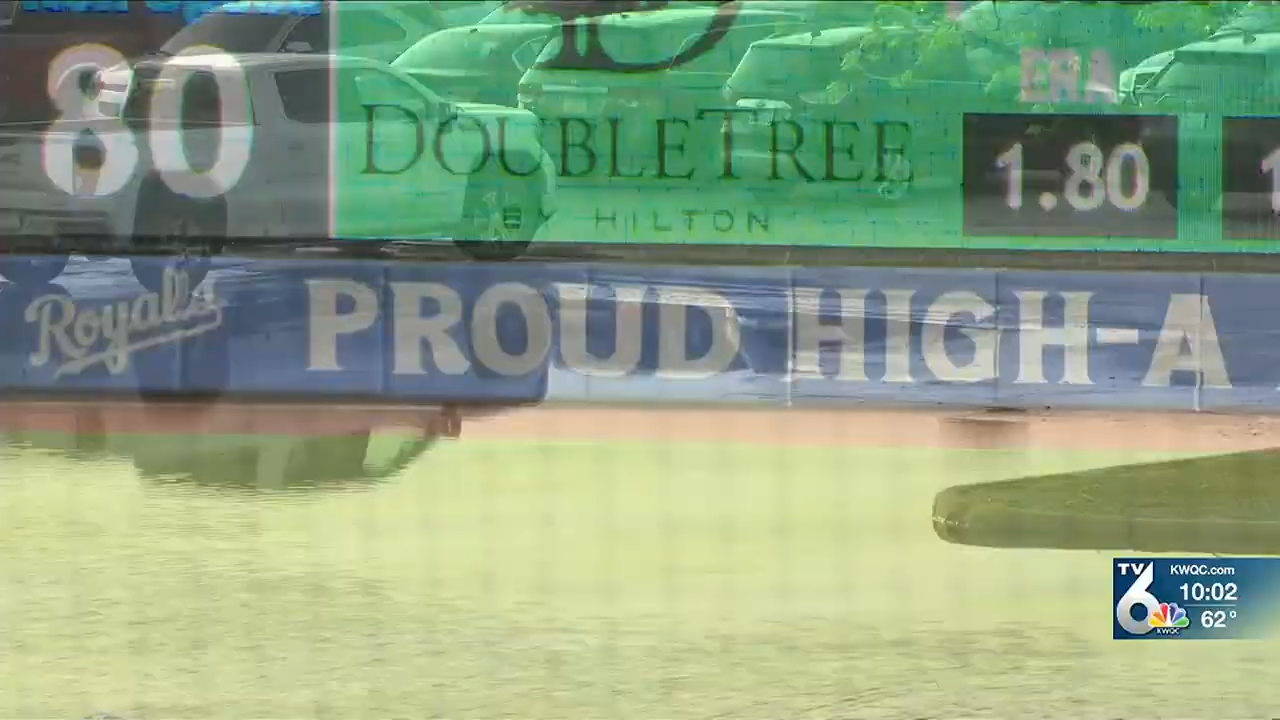 80
DOUBLETREE
BY HILTON
ERA
1.80
Royals
PROUD HIGH-A
TV6
KWQC.com
10:02
62°
KWQC